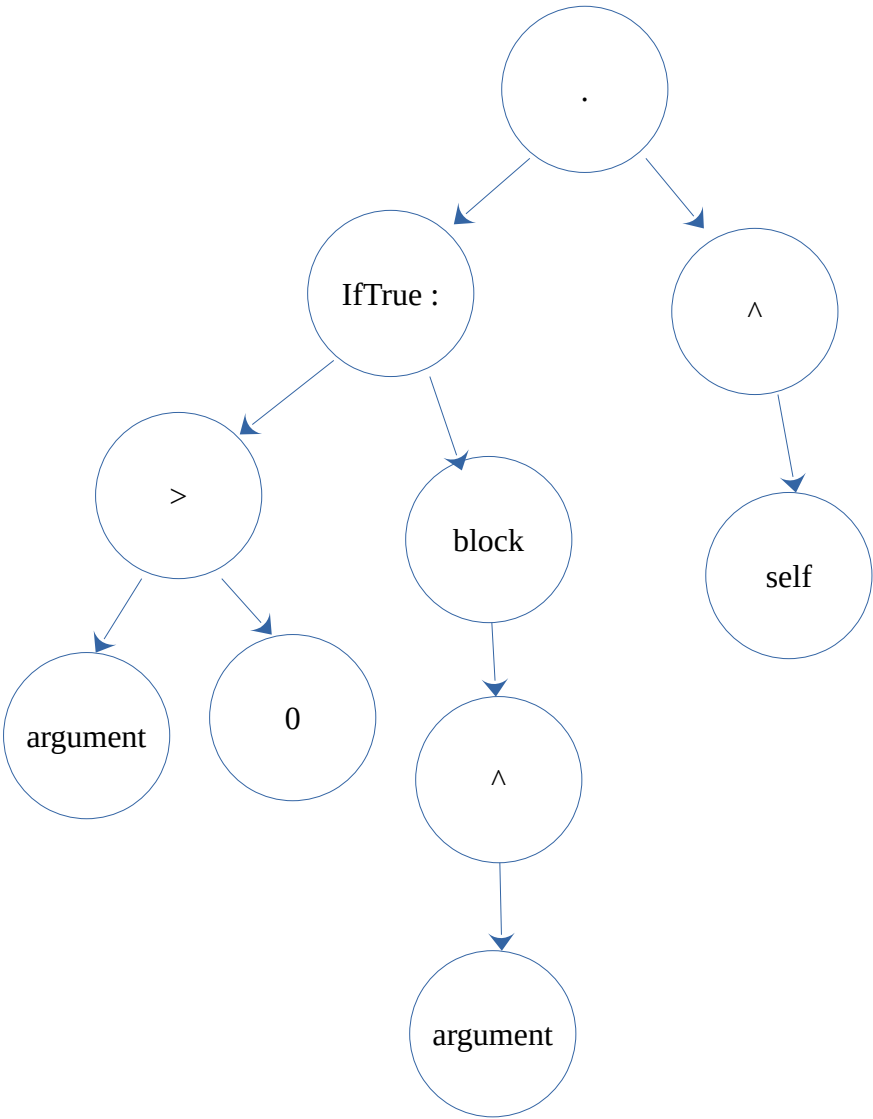 .
IfTrue :
^
>
block
self
argument
0
^
argument